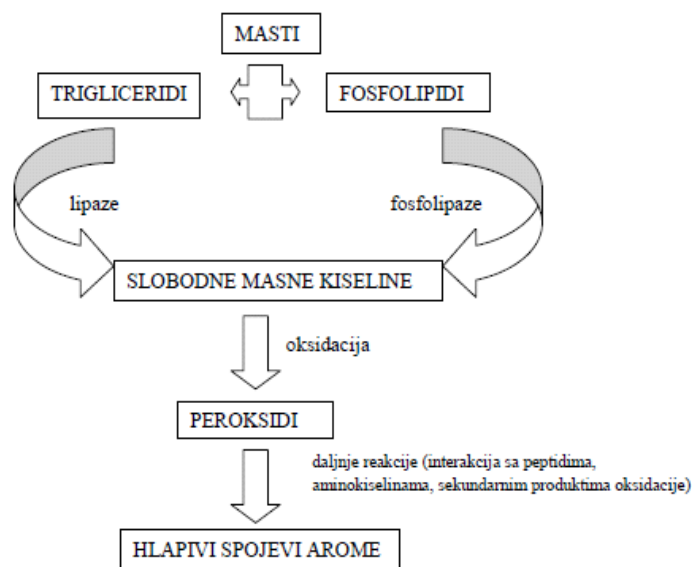 MASTI
TRIGLICERIDI
FOSFOLIPIDI
lipaze
fosfolipaze
SLOBODNE MASNE KISELINE
oksidacija
PEROKSIDI
daljnje reakcije (interakcija sa peptidima,
aminokiselinama, sekundarnim produktima oksidacije)
HLAPIVI SPOJEVI AROME